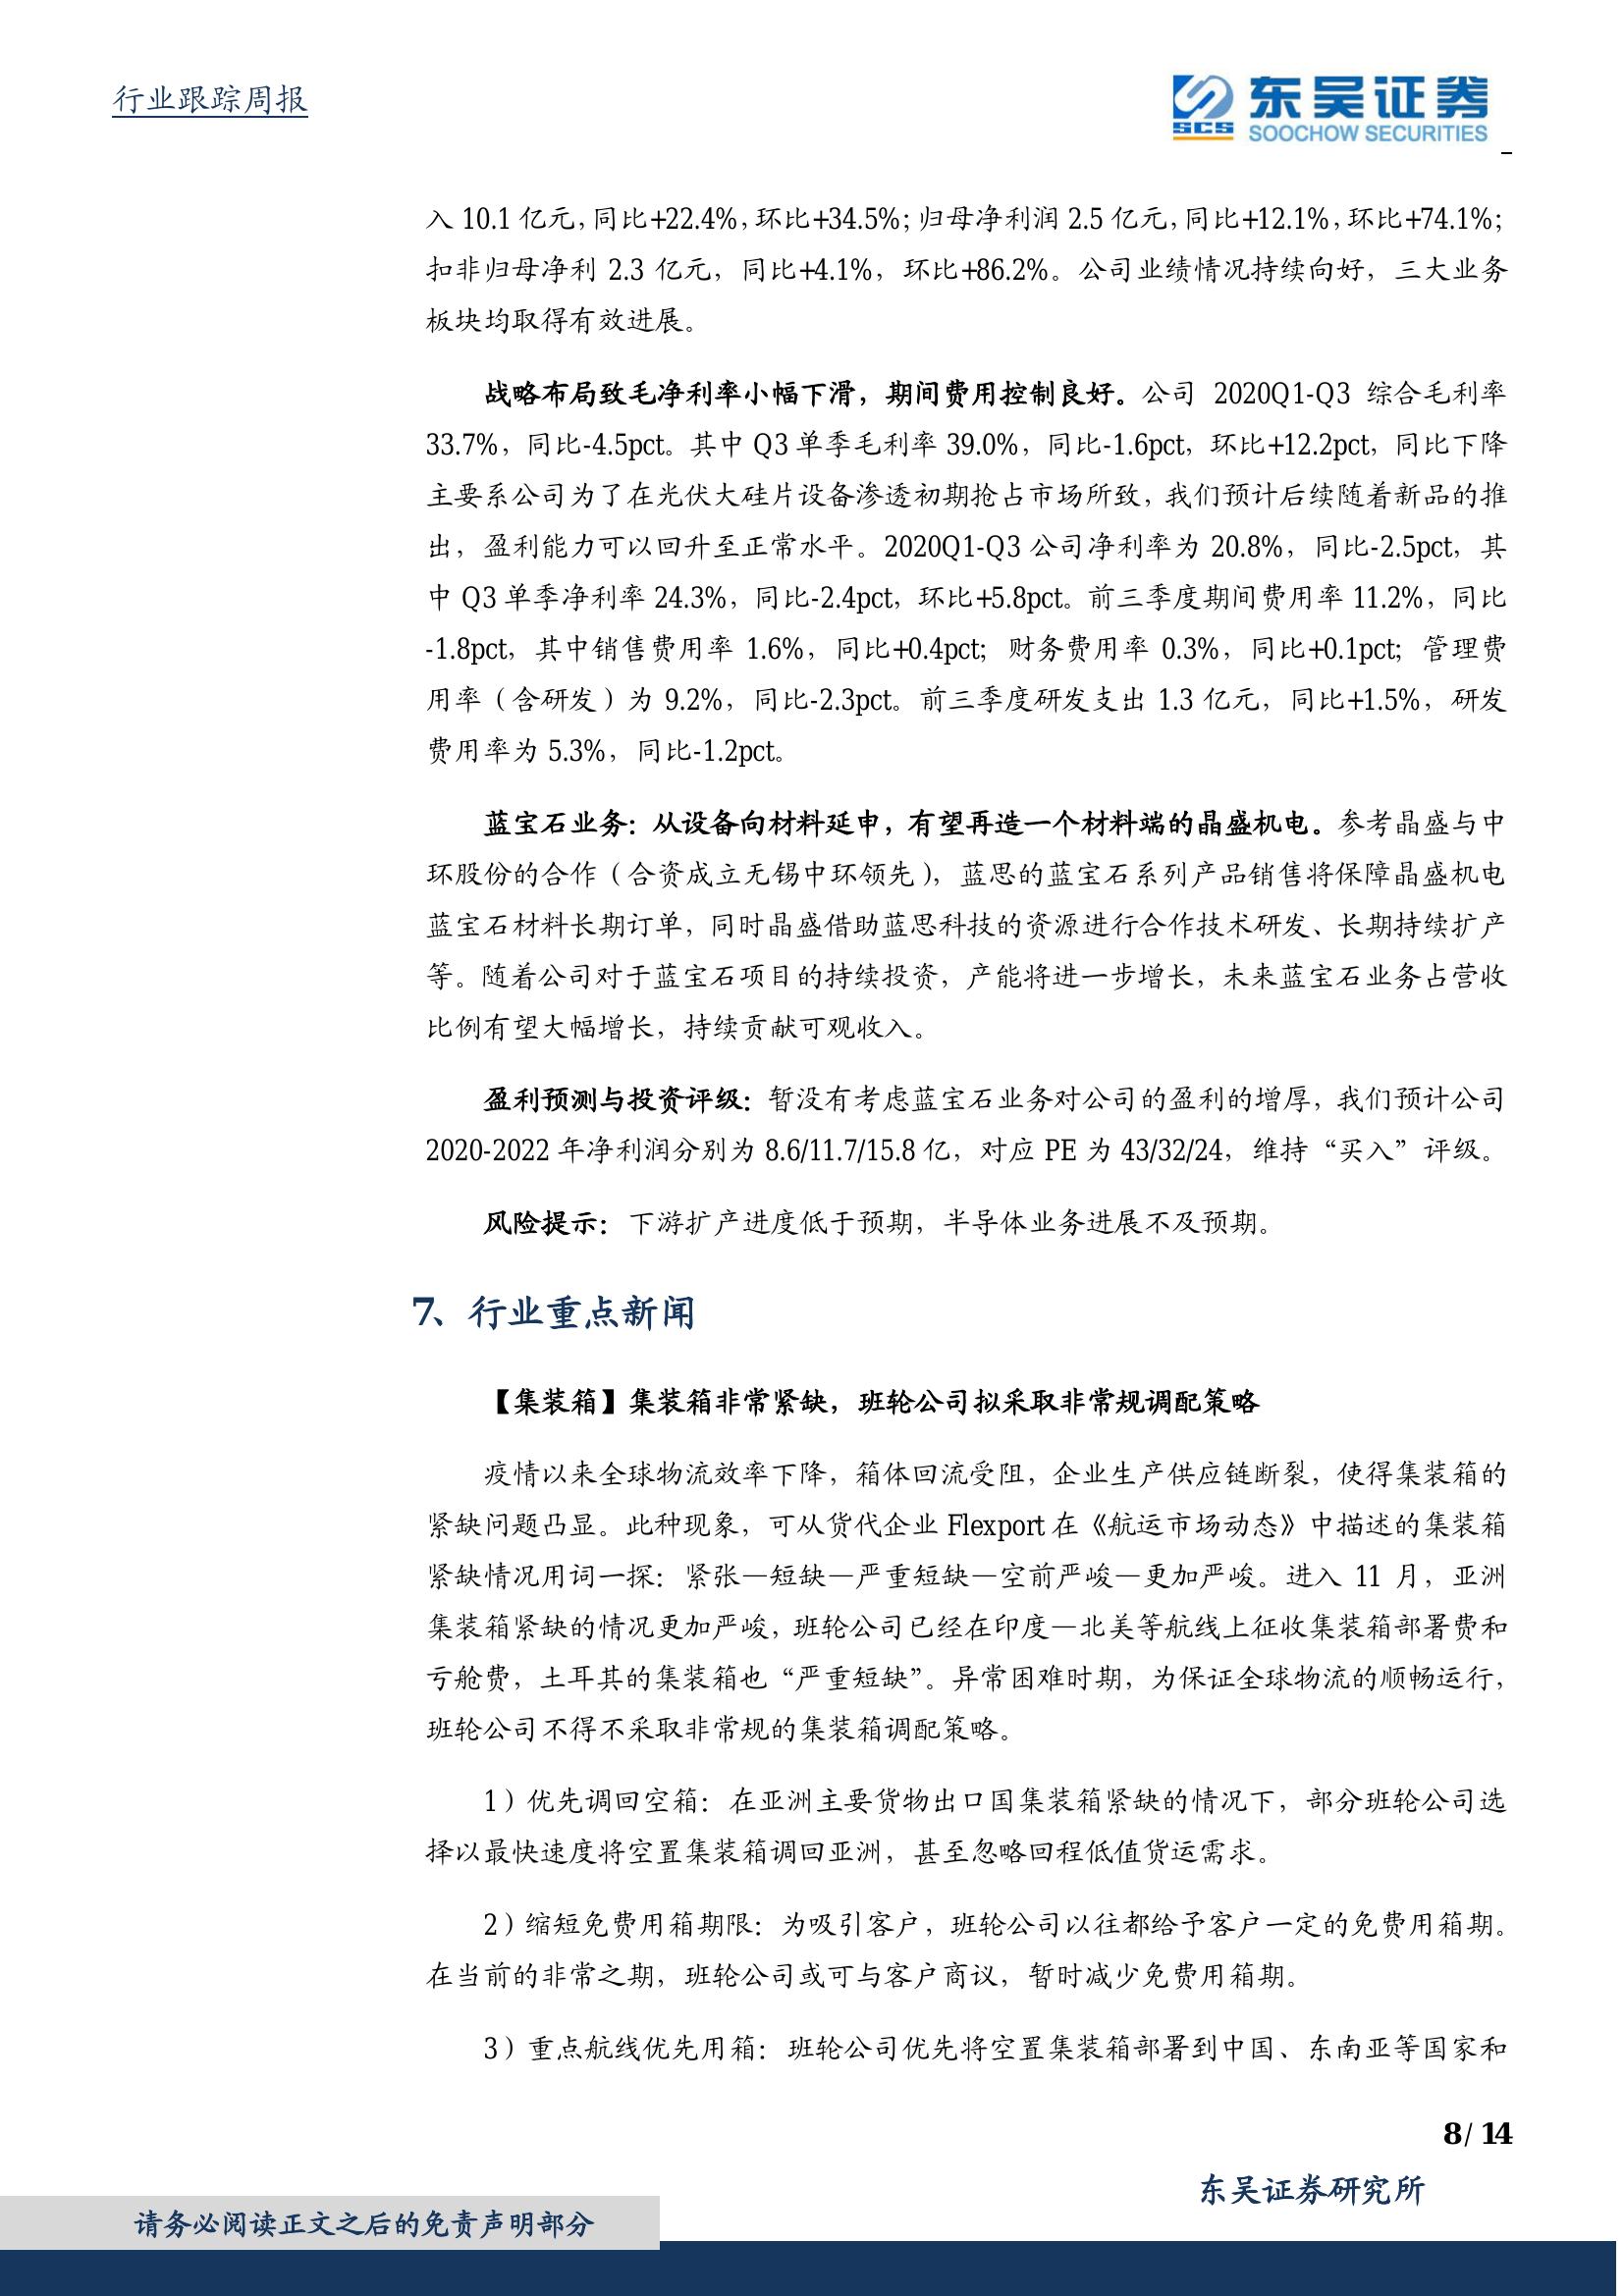 行业跟踪周报
SCS 东吴证券
SOOCHOW SECURITIES
入 10.1 亿元，同比+22.4%，环比+34.5%；归母净利润 2.5 亿元，同比+12.1%，环比+74.1%；
扣非归母净利 2.3 亿元，同比+4.1%，环比+86.2%。公司业绩情况持续向好，三大业务
板块均取得有效进展。
战略布局致毛净利率小幅下滑，期间费用控制良好。公司 2020Q1-Q3 综合毛利率
33.7%，同比-4.5pct。其中 Q3 单季毛利率 39.0%，同比-1.6pct，环比+12.2pct，同比下降
主要系公司为了在光伏大硅片设备渗透初期抢占市场所致，我们预计后续随着新品的推
出，盈利能力可以回升至正常水平。2020Q1-Q3 公司净利率为 20.8%，同比-2.5pct，其
中 Q3 单季净利率 24.3%，同比-2.4pct，环比+5.8pct。前三季度期间费用率 11.2%，同比
-1.8pct，其中销售费用率 1.6%，同比+0.4pct；财务费用率 0.3%，同比+0.1pct；管理费
用率（含研发）为 9.2%，同比-2.3pct。前三季度研发支出 1.3 亿元，同比+1.5%，研发
费用率为 5.3%，同比-1.2pct。
蓝宝石业务：从设备向材料延申，有望再造一个材料端的晶盛机电。参考晶盛与中
环股份的合作（合资成立无锡中环领先），蓝思的蓝宝石系列产品销售将保障晶盛机电
蓝宝石材料长期订单，同时晶盛借助蓝思科技的资源进行合作技术研发、长期持续扩产
等。随着公司对于蓝宝石项目的持续投资，产能将进一步增长，未来蓝宝石业务占营收
比例有望大幅增长，持续贡献可观收入。
盈利预测与投资评级：暂没有考虑蓝宝石业务对公司的盈利的增厚，我们预计公司
2020-2022 年净利润分别为 8.6/11.7/15.8 亿，对应 PE 为 43/32/24，维持“买入”评级。
风险提示：下游扩产进度低于预期，半导体业务进展不及预期。
7、行业重点新闻
【集装箱】集装箱非常紧缺，班轮公司拟采取非常规调配策略
疫情以来全球物流效率下降，箱体回流受阻，企业生产供应链断裂，使得集装箱的
紧缺问题凸显。此种现象，可从货代企业 Flexport 在《航运市场动态》中描述的集装箱
紧缺情况用词一探：紧张—短缺—严重短缺—空前严峻—更加严峻。进入 11 月，亚洲
集装箱紧缺的情况更加严峻，班轮公司已经在印度—北美等航线上征收集装箱部署费和
亏舱费，土耳其的集装箱也“严重短缺”。异常困难时期，为保证全球物流的顺畅运行，
班轮公司不得不采取非常规的集装箱调配策略。
1）优先调回空箱：在亚洲主要货物出口国集装箱紧缺的情况下，部分班轮公司选
择以最快速度将空置集装箱调回亚洲，甚至忽略回程低值货运需求。
2）缩短免费用箱期限：为吸引客户，班轮公司以往都给予客户一定的免费用箱期。
在当前的非常之期，班轮公司或可与客户商议，暂时减少免费用箱期。
3）重点航线优先用箱：班轮公司优先将空置集装箱部署到中国、东南亚等国家和
8 / 14
东吴证券研究所
请务必阅读正文之后的免责声明部分